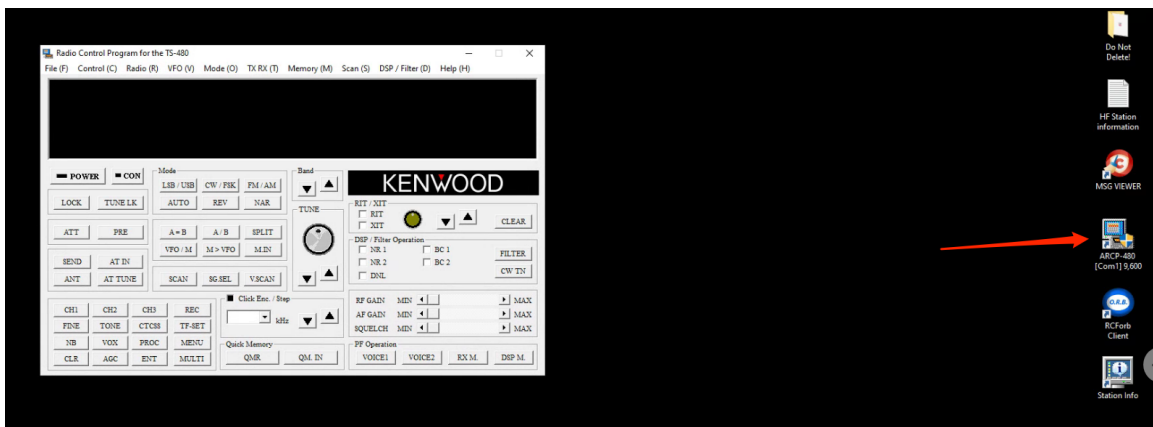 Radio Control Program for the TS-480
File (F) Control (C) Radio (R) VFO (V) Mode (O) TX RX (T) Memory (M) Scan (S) DSP / Filter (D) Help (H)
POWER CON
LOCK TUNE LK
ATT PRE
SEND AT IN
ANT AT TUNE
Mode
LSB / USB CW / FSK FM / AM
AUTO REV NAR
A = B A / B SPLIT
VFO / M M > VFO M.IN
SCAN SG.SEL V.SCAN
Band
TUNE
KENWOOD
RIT / XIT
RIT
XIT
CLEAR
DSP / Filter Operation
NR 1 BC 1
NR 2 BC 2
DNL
FILTER
CW TN
CH1 CH2 CH3 REC
FINE TONE CTCSS TF-SET
NB VOX PROC MENU
CLR AGC ENT MULTI
Click Enc. / Step
kHz
Quick Memory
QMR QM. IN
RF GAIN MIN MAX
AF GAIN MIN MAX
SQUELCH MIN MAX
PF Operation
VOICE1 VOICE2 RX M. DSP M.
Do Not
Delete!
HF Station
information
MSG VIEWER
ARCP-480
[Com1] 9,600
O.R.B.
RCForb
Client
Station Info